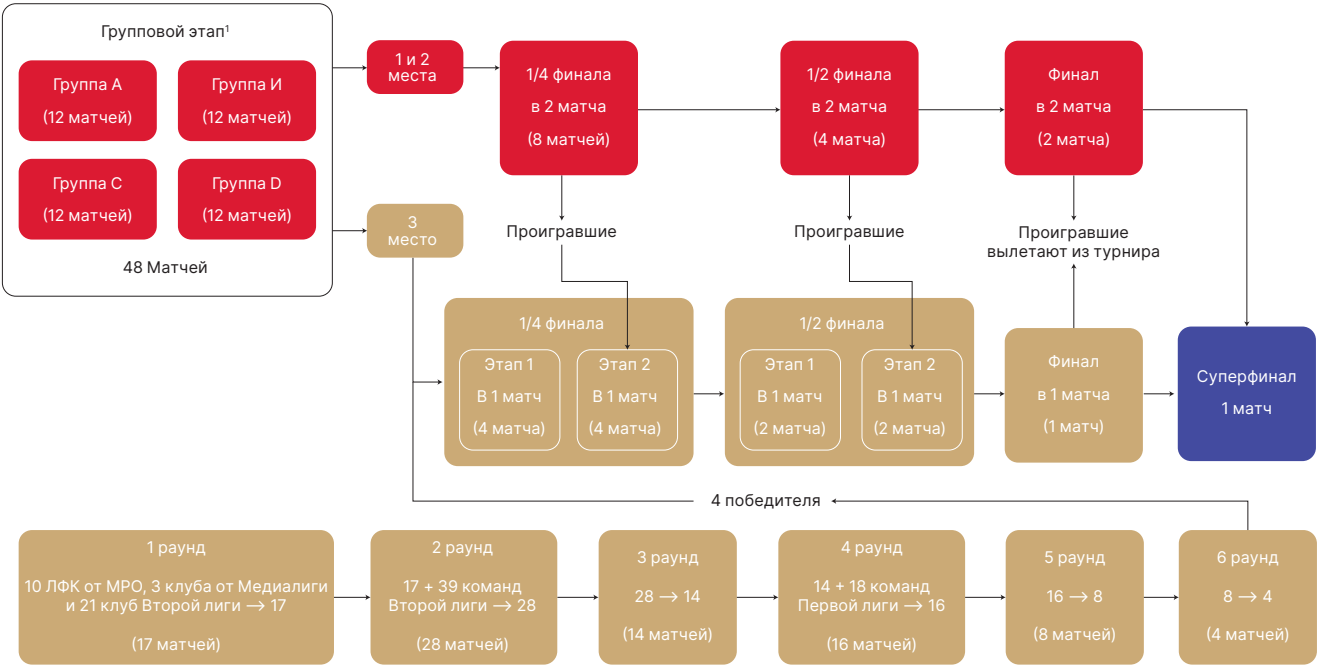 Групповой этап¹
Группа А
(12 матчей)
Группа И
(12 матчей)
Группа С
(12 матчей)
Группа D
(12 матчей)
48 Матчей
1 и 2
места
3
место
1/4 финала
в 2 матча
(8 матчей)
1/2 финала
в 2 матча
(4 матча)
Финал
в 2 матча
(2 матча)
Проигравшие
Проигравшие
Проигравшие
вылетают из турнира
1/4 финала
Этап 1
В 1 матч
(4 матча)
Этап 2
В 1 матч
(4 матча)
1/2 финала
Этап 1
В 1 матч
(2 матча)
Этап 2
В 1 матч
(2 матча)
Финал
в 1 матча
(1 матч)
Суперфинал
1 матч
4 победителя
1 раунд
10 ЛФК от МРО, 3 клуба от Медиалиги
и 21 клуб Второй лиги → 17
(17 матчей)
2 раунд
17 + 39 команд
Второй лиги → 28
(28 матчей)
3 раунд
28 → 14
(14 матчей)
4 раунд
14 + 18 команд
Первой лиги → 16
(16 матчей)
5 раунд
16 → 8
(8 матчей)
6 раунд
8 → 4
(4 матчей)